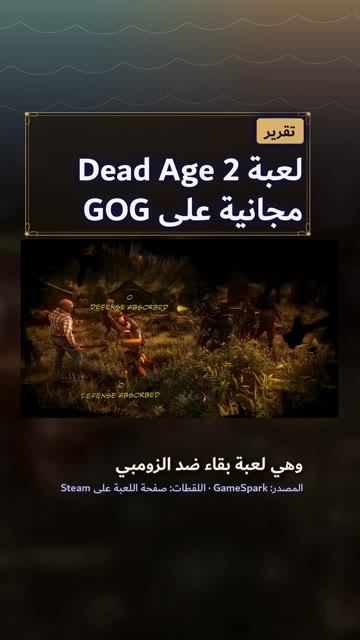 تقرير
لعبة Dead Age 2
مجانية على GOG
DEFENSE ABSORBED
DEFENSE ABSORBED
وهي لعبة بقاء ضد الزومبي
المصدر: GameSpark · اللقطات: صفحة اللعبة على Steam